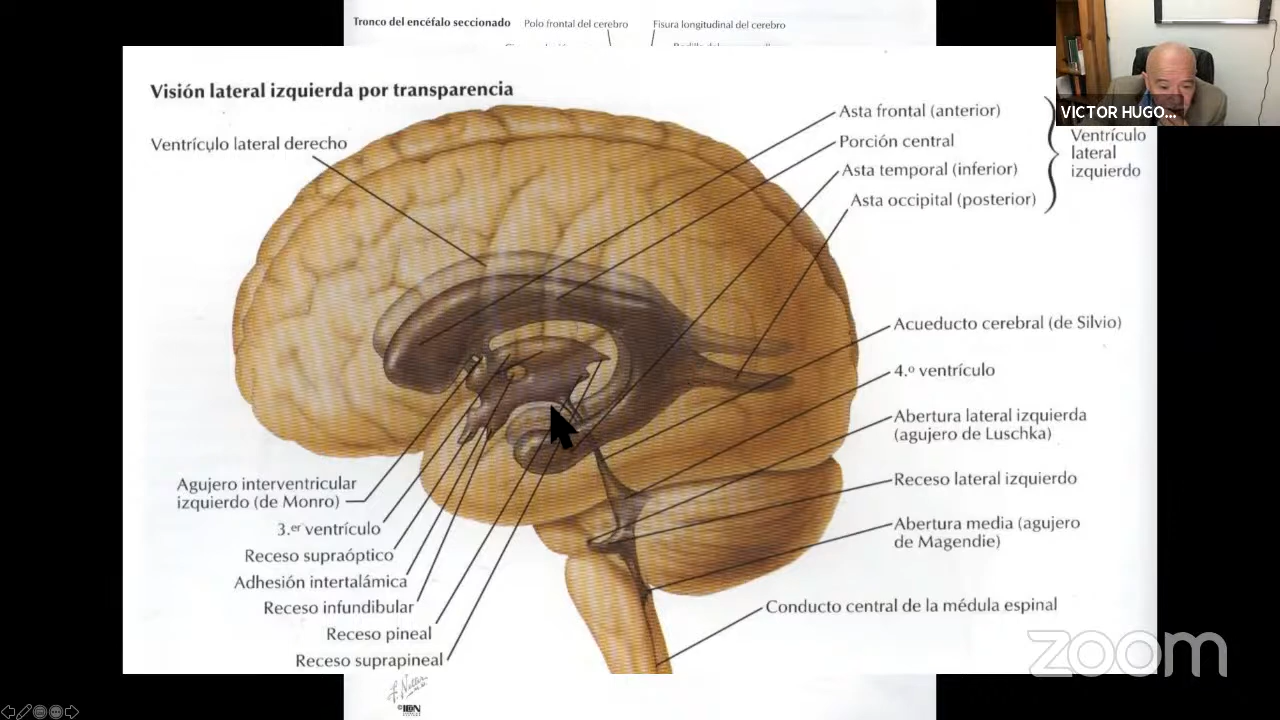 Tronco del encéfalo seccionado
Polo frontal del cerebro
Fisura longitudinal del cerebro
Visión lateral izquierda por transparencia
Ventrículo lateral derecho
Asta frontal (anterior)
Porción central
Asta temporal (inferior)
Asta occipital (posterior)
Ventrículo
lateral
izquierdo
VICTOR HUGO...
Acueducto cerebral (de Silvio)
4.º ventrículo
Abertura lateral izquierda
(agujero de Luschka)
Receso lateral izquierdo
Abertura media (agujero
de Magendie)
Conducto central de la médula espinal
Agujero interventricular
izquierdo (de Monro)
3.er ventrículo
Receso supraóptico
Adhesión intertalámica
Receso infundibular
Receso pineal
Receso suprapineal
zoom
F. Netter